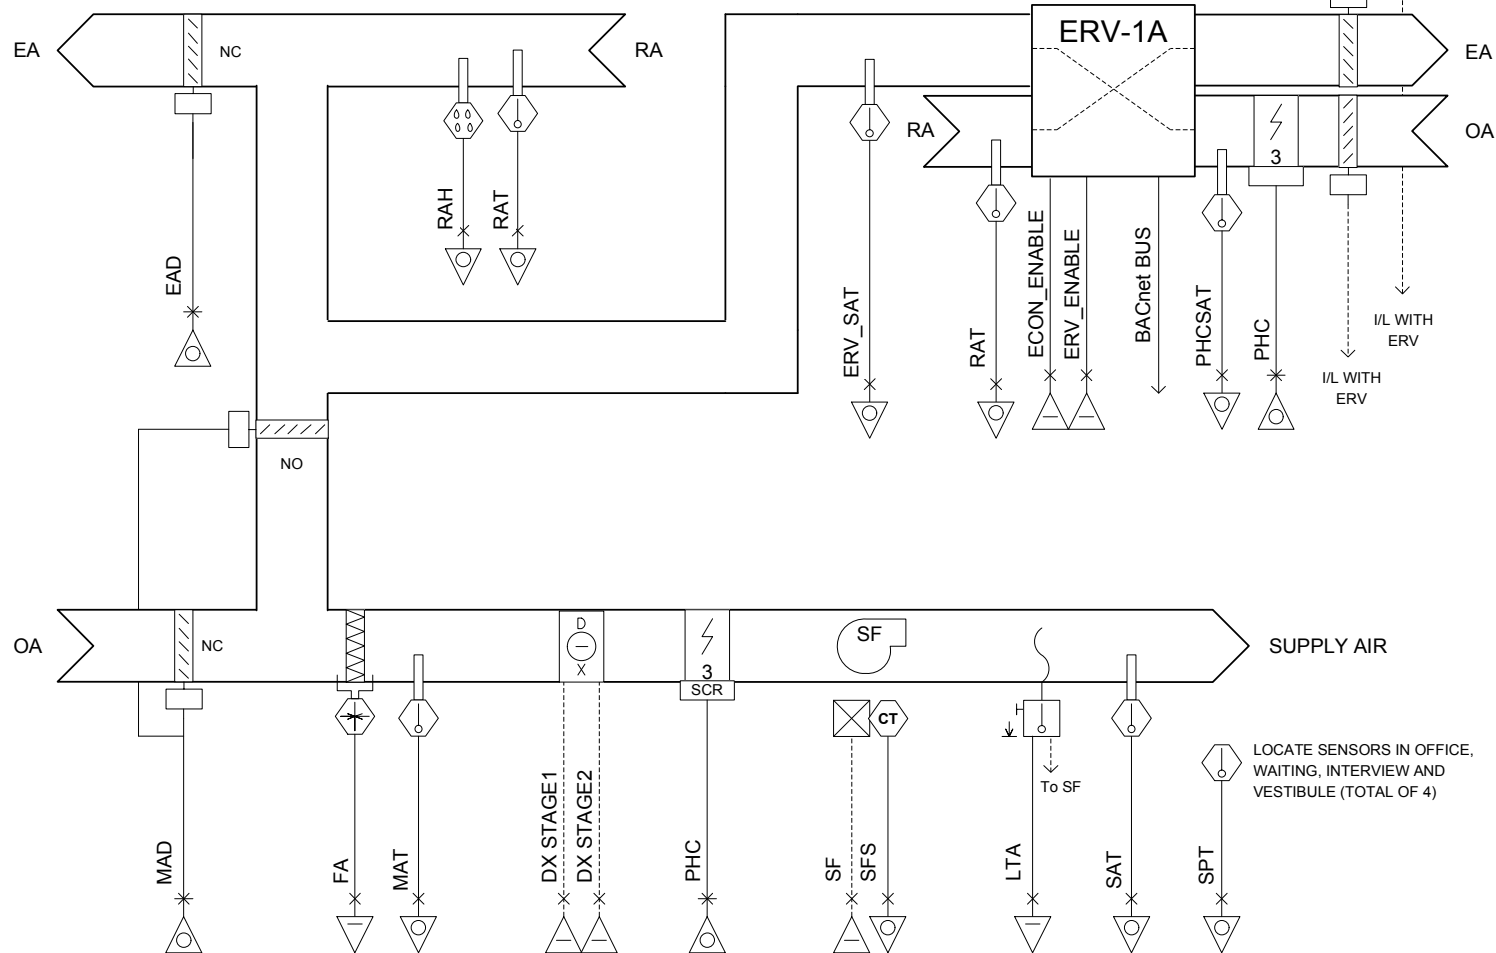 EA
NC
RA
ERV-1A
EA
RA
3
OA
RAH
RAT
EAD
ERV_SAT
RAT
ECON_ENABLE
ERV_ENABLE
BACnet BUS
PHCSAT
PHC
I/L WITH
ERV
I/L WITH
ERV
NO
OA
NC
D
X
3
SCR
SF
SUPPLY AIR
CT
To SF
LOCATE SENSORS IN OFFICE,
WAITING, INTERVIEW AND
VESTIBULE (TOTAL OF 4)
MAD
FA
MAT
DX STAGE1
DX STAGE2
PHC
SF
SFS
LTA
SAT
SPT